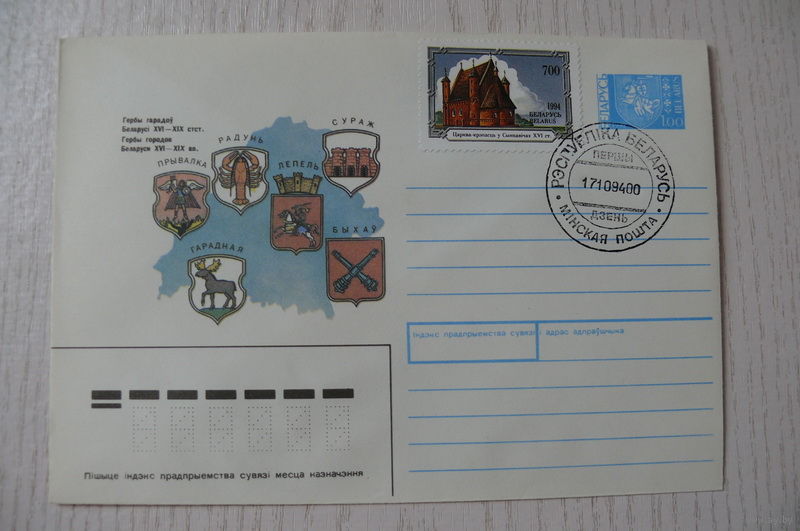 Гербы гарадоў
Беларусі XVI—XIX стст.
Гербы городов
Беларуси XVI—XIX вв.
ПРЫВАЛКА
РАДУНЬ
СУРАЖ
ЛЕПЕЛЬ
ГАРАДНАЯ
БЫХАЎ
700
1994
БЕЛАРУСЬ
BELARUS
Царква-крэпасць у Сынкавічах XVI ст.
БЕЛАРУСЬ
BELARUS
1.00
РЭСПУБЛІКА БЕЛАРУСЬ
ПЕРШЫ
17109400
ДЗЕНЬ
МІНСКАЯ ПОШТА
Індэкс прадпрыемства сувязі і адрас адпраўшчыка
Пішыце індэкс прадпрыемства сувязі месца назначэння